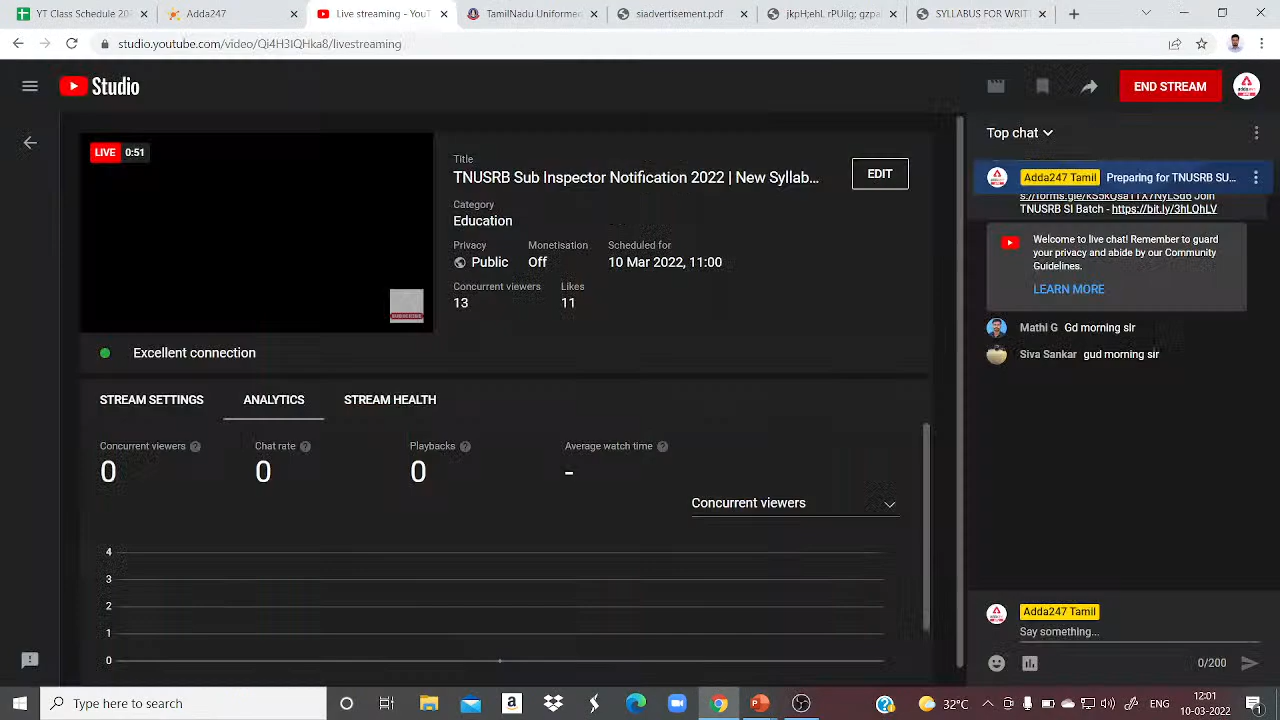 YT Class Schedule 202
Adda247
Live streaming - YouT
TamilNadu Uniformed
siadvertisement.pdf
SYLLABUS FOR WRIT
studio.youtube.com/video/Qi4H3IQHka8/livestreaming
Studio
END STREAM
LIVE 0:51
Title
TNUSRB Sub Inspector Notification 2022 | New Syllab...
EDIT
Category
Education
Privacy Monetisation Scheduled for
Public Off 10 Mar 2022, 11:00
Concurrent viewers Likes
13 11
Excellent connection
STREAM SETTINGS ANALYTICS STREAM HEALTH
Concurrent viewers Chat rate Playbacks Average watch time
0 0 0 -
Concurrent viewers
4
3
2
1
0
Top chat
Adda247 Tamil Preparing for TNUSRB SU...
s://forms.gle/kS5kQsaTTX7NyLSd6 Join
TNUSRB SI Batch - https://bit.ly/3hLQhLV
Welcome to live chat! Remember to guard
your privacy and abide by our Community
Guidelines.
LEARN MORE
Mathi G Gd morning sir
Siva Sankar gud morning sir
Adda247 Tamil
Say something...
0/200
Type here to search
32°C
ENG
12:01
10-03-2022